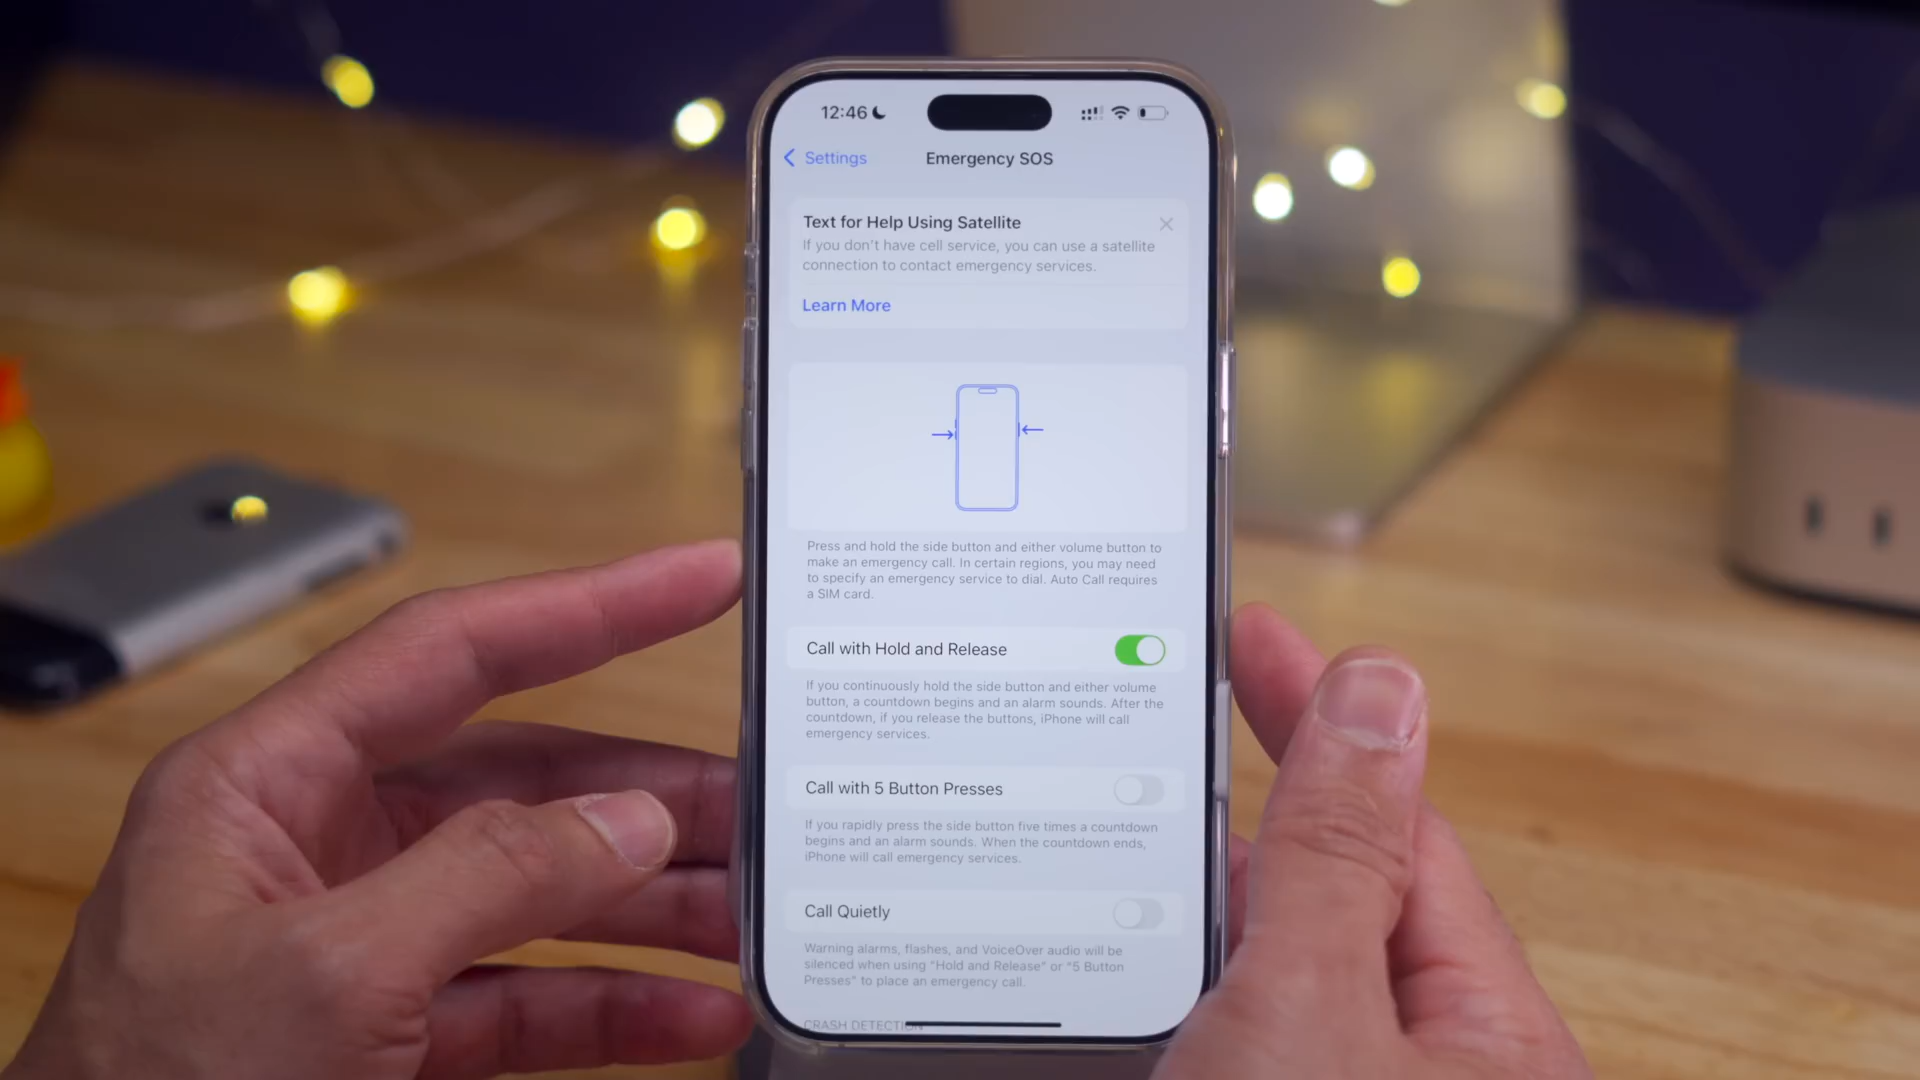 12:46
Settings
Emergency SOS
Text for Help Using Satellite
If you don't have cell service, you can use a satellite
connection to contact emergency services.
Learn More
Press and hold the side button and either volume button to
make an emergency call. In certain regions, you may need
to specify an emergency service to dial. Auto Call requires
a SIM card.
Call with Hold and Release
If you continuously hold the side button and either volume
button, a countdown begins and an alarm sounds. After the
countdown, if you release the buttons, iPhone will call
emergency services.
Call with 5 Button Presses
If you rapidly press the side button five times a countdown
begins and an alarm sounds. When the countdown ends,
iPhone will call emergency services.
Call Quietly
Warning alarms, flashes, and VoiceOver audio will be
silenced when using "Hold and Release" or "5 Button
Presses" to place an emergency call.
CRASH DETECTION